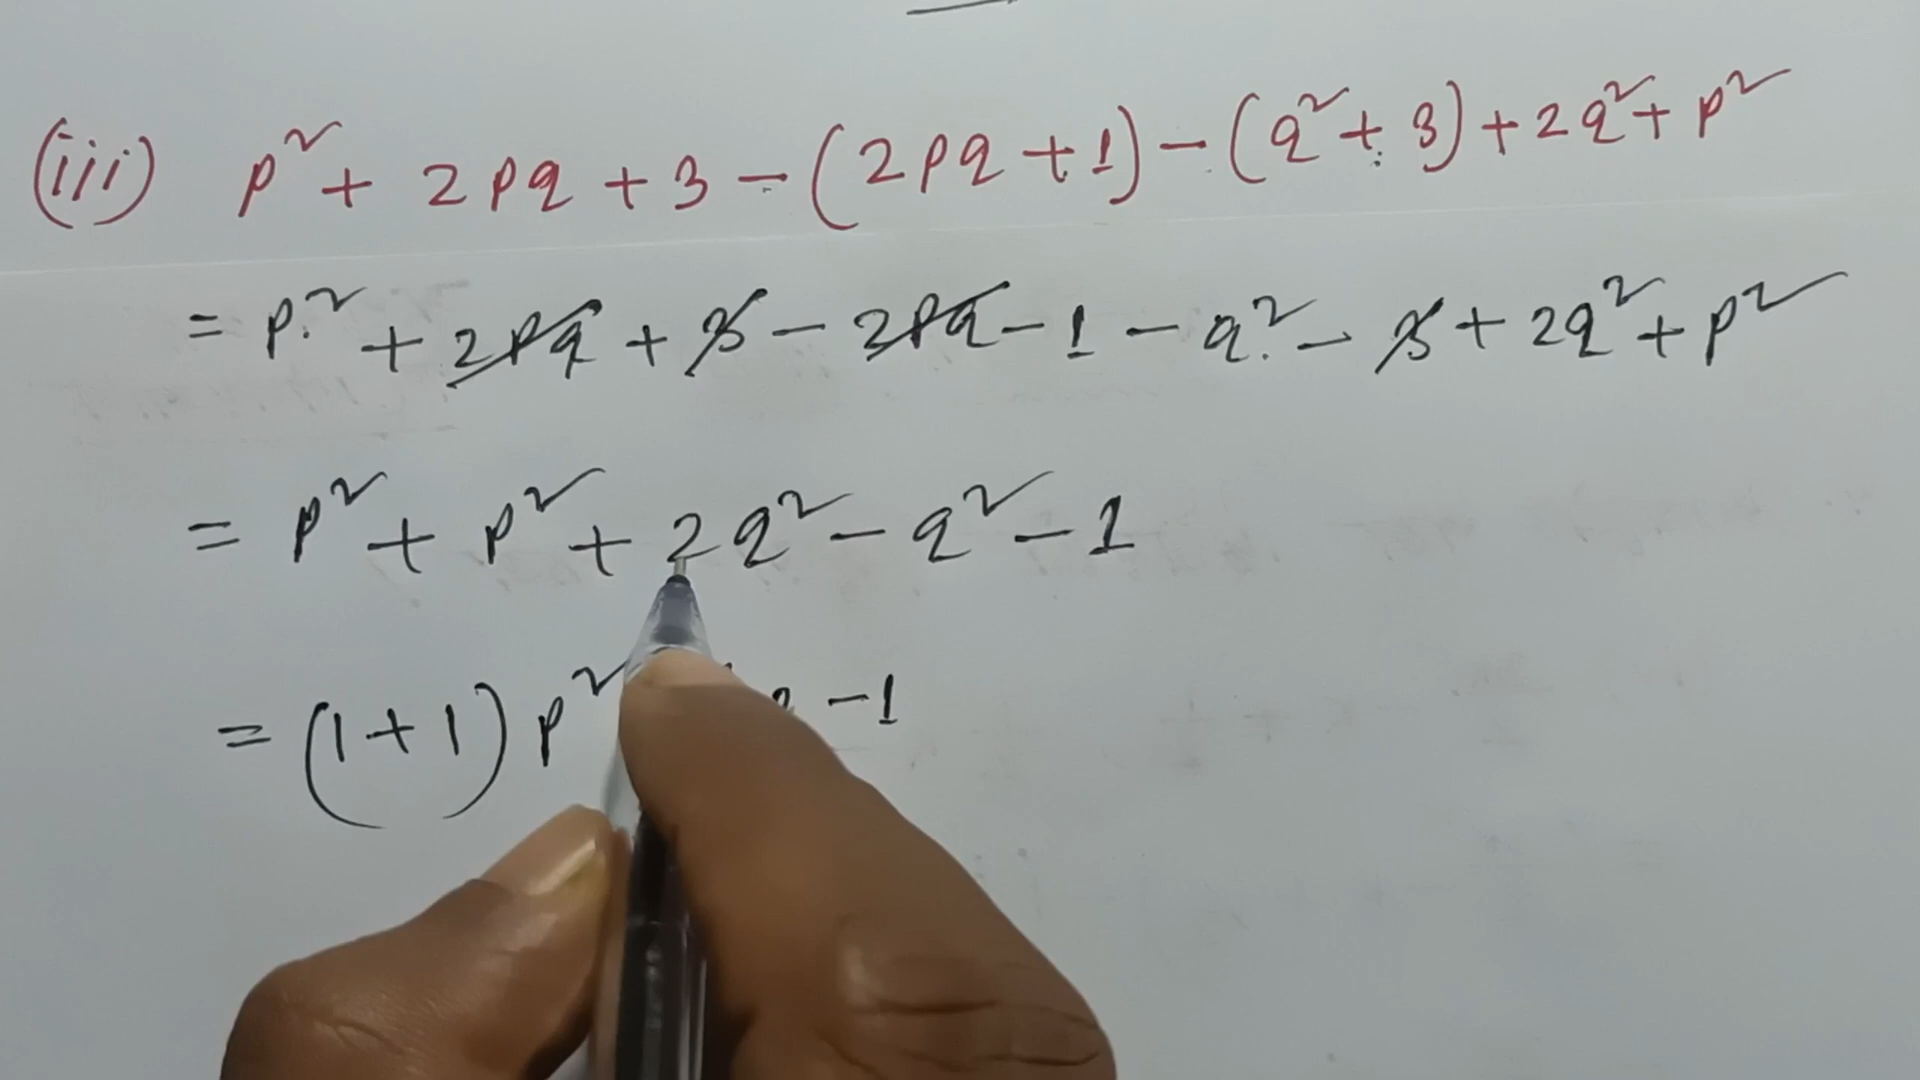 (iii) p² + 2pq + 3 - (2pq + 1) - (q² + 3) + 2q² + p²
= p² + 2pq + 3 - 2pq - 1 - q² - 3 + 2q² + p²
= p² + p² + 2q² - q² - 1
= (1 + 1) p² - 1